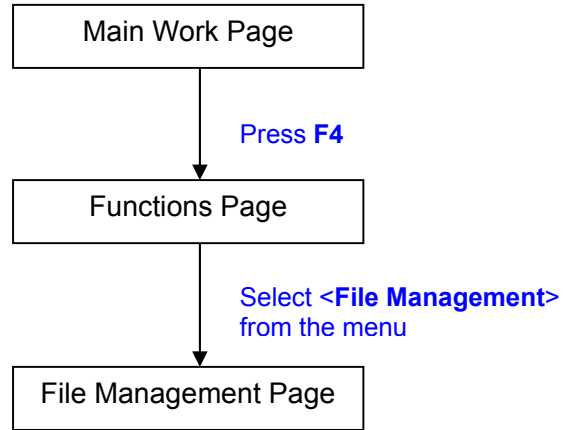 Main Work Page
Press F4
Functions Page
Select <File Management>
from the menu
File Management Page